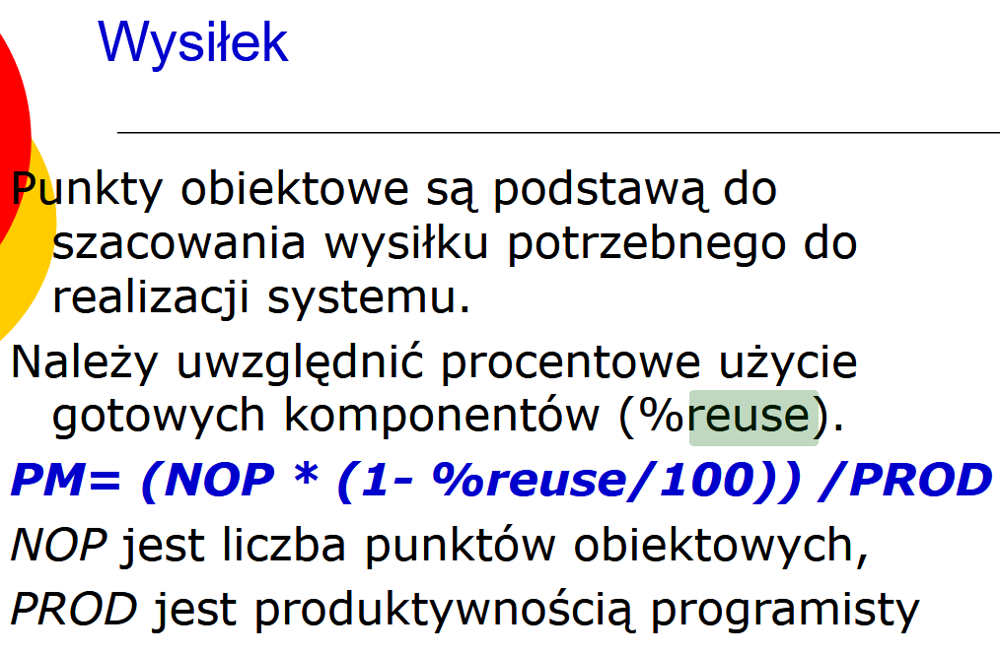 Wysiłek
Punkty obiektowe są podstawą do
szacowania wysiłku potrzebnego do
realizacji systemu.
Należy uwzględnić procentowe użycie
gotowych komponentów (%reuse).
PM= (NOP * (1- %reuse/100)) /PROD
NOP jest liczba punktów obiektowych,
PROD jest produktywnością programisty